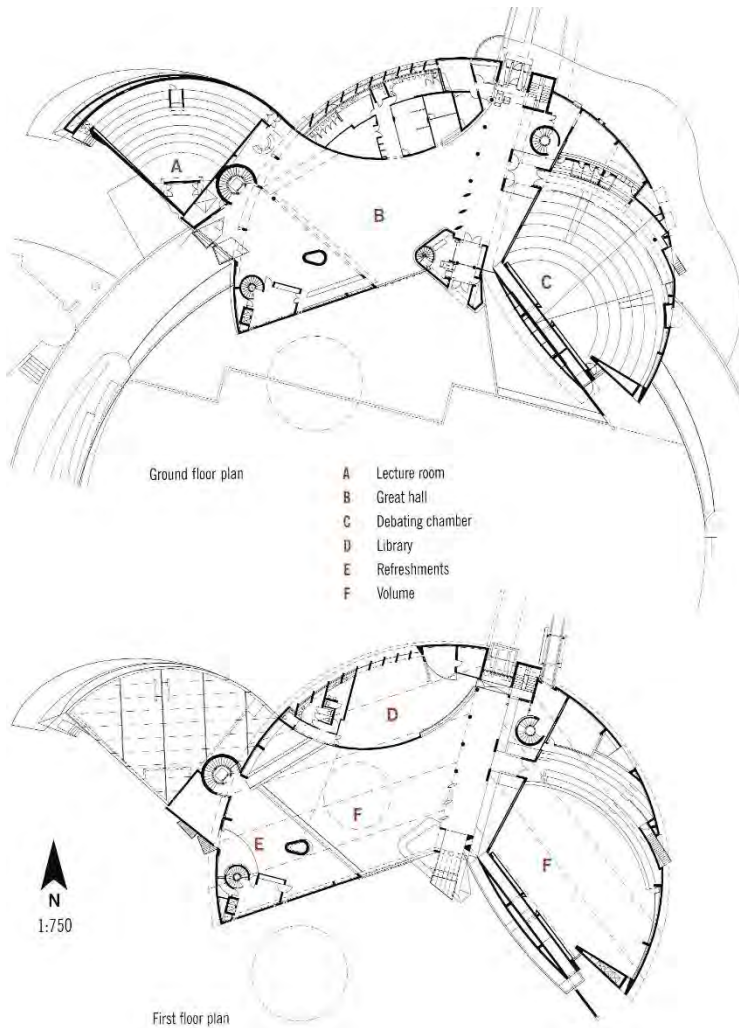 A
B
C
Ground floor plan
A Lecture room
B Great hall
C Debating chamber
D Library
E Refreshments
F Volume
D
F
E
F
N
1:750
First floor plan